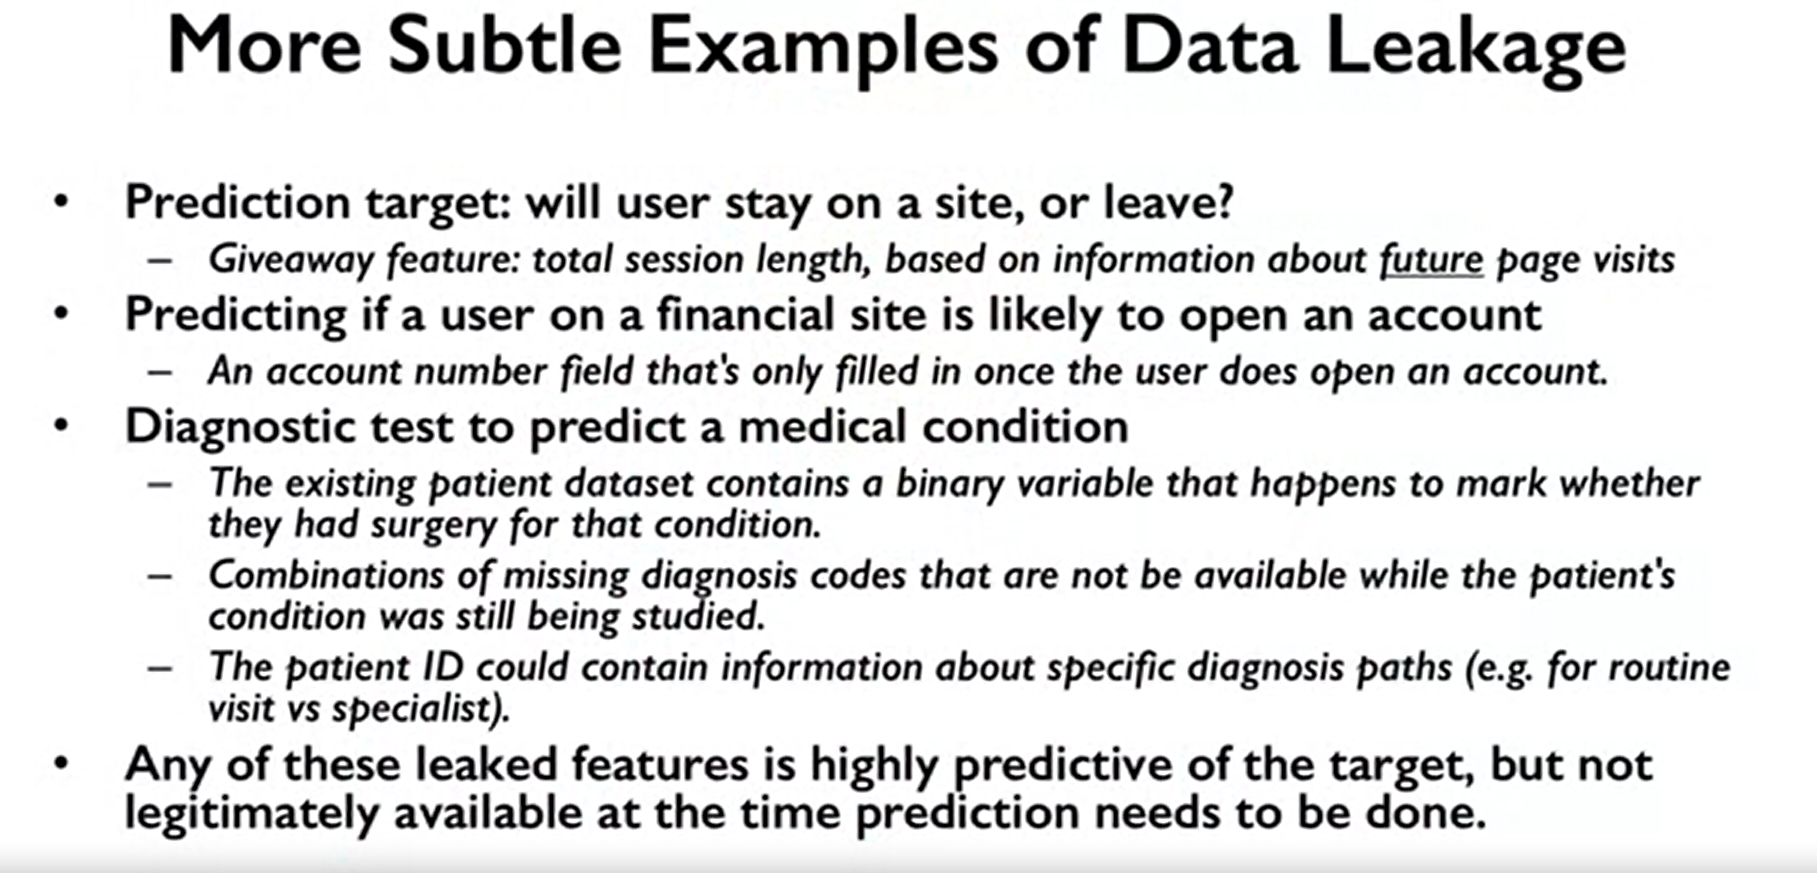 More Subtle Examples of Data Leakage
• Prediction target: will user stay on a site, or leave?
– Giveaway feature: total session length, based on information about future page visits
• Predicting if a user on a financial site is likely to open an account
– An account number field that's only filled in once the user does open an account.
• Diagnostic test to predict a medical condition
– The existing patient dataset contains a binary variable that happens to mark whether
they had surgery for that condition.
– Combinations of missing diagnosis codes that are not be available while the patient's
condition was still being studied.
– The patient ID could contain information about specific diagnosis paths (e.g. for routine
visit vs specialist).
• Any of these leaked features is highly predictive of the target, but not
legitimately available at the time prediction needs to be done.